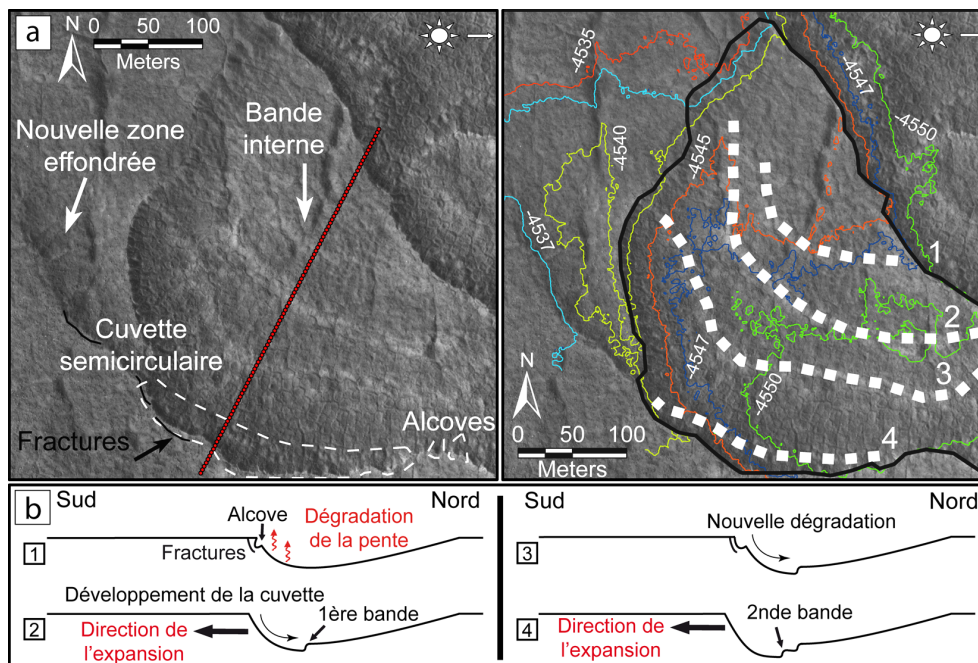 a
N
0 50 100
Meters
Nouvelle zone
effondrée
Bande
interne
Cuvette
semicirculaire
Fractures
Alcoves
-4535
-4537
-4540
-4545
-4547
-4550
-4547
-4550
1
2
3
4
N
0 50 100
Meters
b
Sud
Nord
1
Alcove
Fractures
Dégradation
de la pente
2
Développement de la cuvette
1ère bande
Direction de
l'expansion
Sud
Nord
3
Nouvelle dégradation
4
2nde bande
Direction de
l'expansion